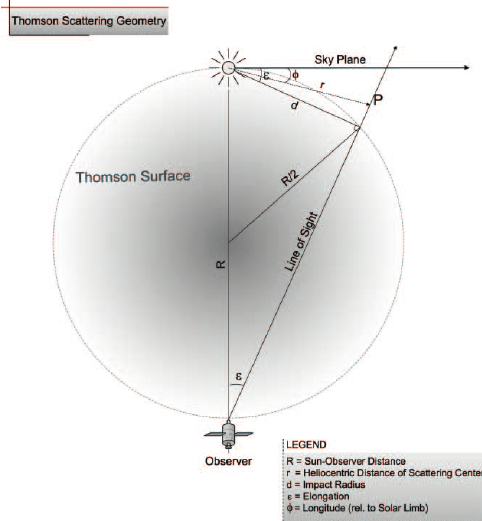 Thomson Scattering Geometry
Sky Plane
ε
ϕ
r
P
d
Thomson Surface
R/2
Line of Sight
R
ε
Observer
LEGEND
R = Sun-Observer Distance
r = Heliocentric Distance of Scattering Cente
d = Impact Radius
ε = Elongation
ϕ = Longitude (rel. to Solar Limb)